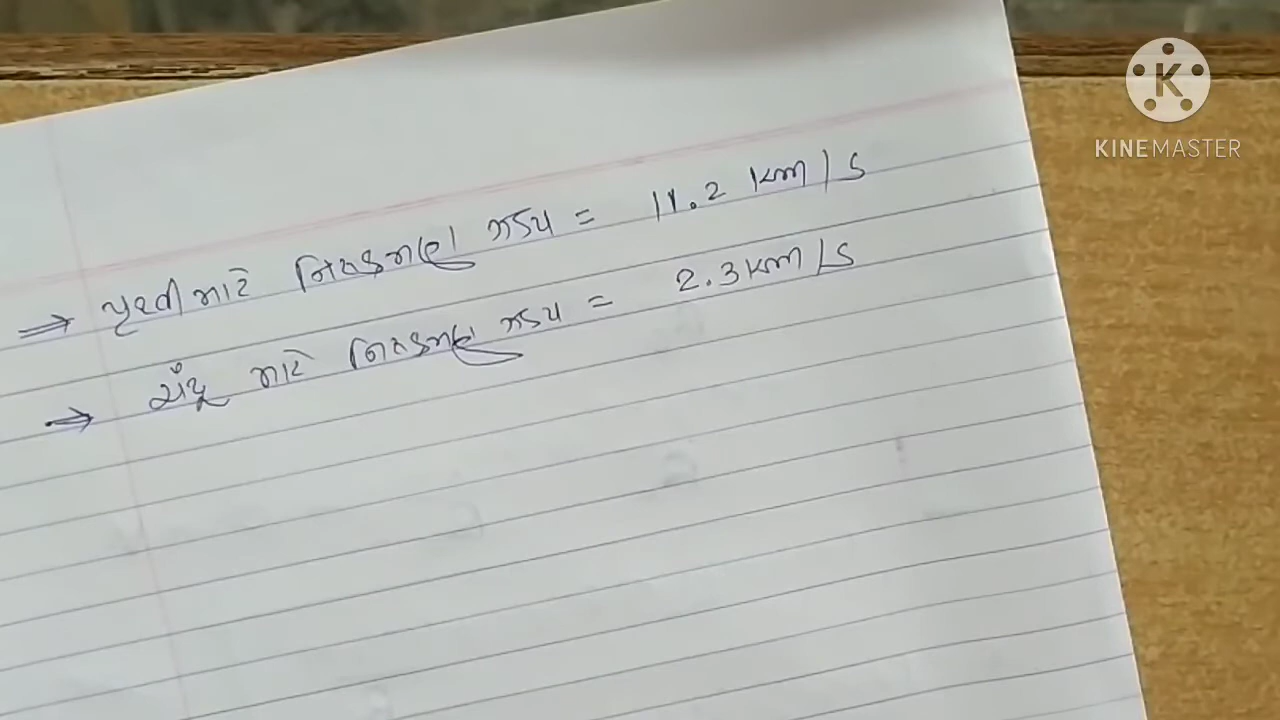 ⇒ પૃથ્વી માટે નિષ્ક્રમણ ઝડપ = 11.2 km/s
⇒ ચંદ્ર માટે નિષ્ક્રમણ ઝડપ = 2.3 km/s
K
KINEMASTER